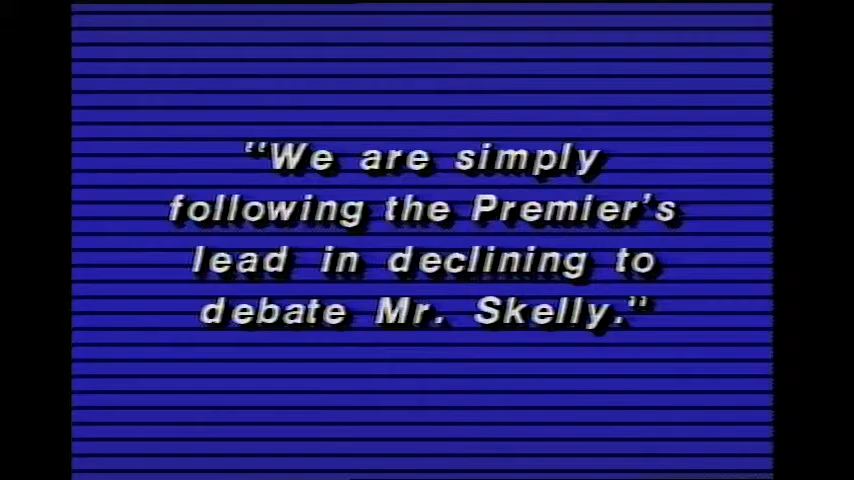 "We are simply
following the Premier's
lead in declining to
debate Mr. Skelly."